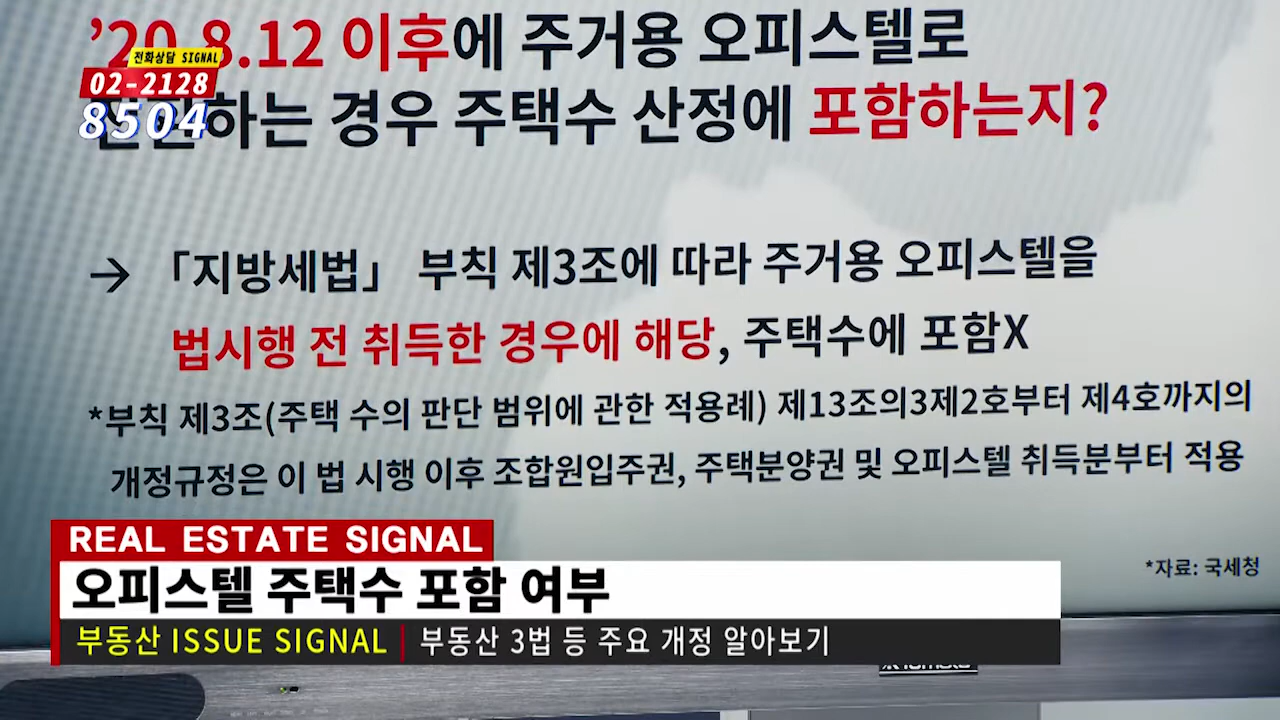 '20.8.12 이후에 주거용 오피스텔로
하는 경우 주택수 산정에 포함하는지?
전화상담 SIGNAL
02-2128
8504
→ 「지방세법」 부칙 제3조에 따라 주거용 오피스텔을
법시행 전 취득한 경우에 해당, 주택수에 포함X
*부칙 제3조(주택 수의 판단 범위에 관한 적용례) 제13조의3제2호부터 제4호까지의
개정규정은 이 법 시행 이후 조합원입주권, 주택분양권 및 오피스텔 취득분부터 적용
*자료: 국세청
REAL ESTATE SIGNAL
오피스텔 주택수 포함 여부
부동산 ISSUE SIGNAL | 부동산 3법 등 주요 개정 알아보기